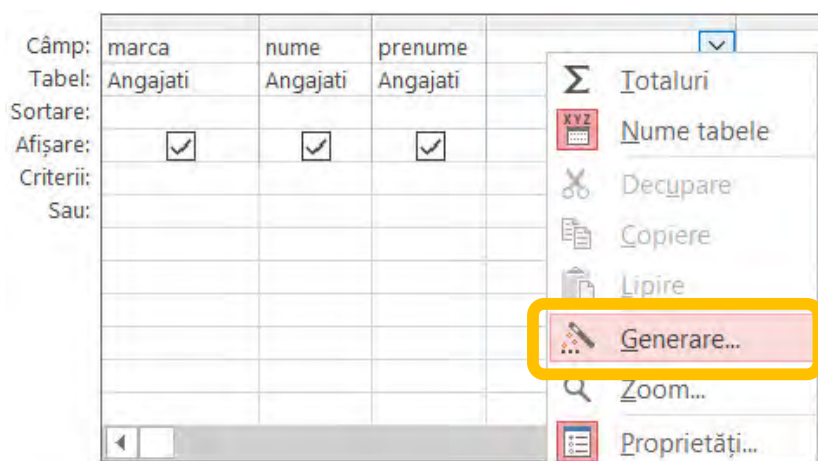 Câmp: marca nume prenume
Tabel: Angajati Angajati Angajati
Sortare:
Afișare:
Criterii:
Sau:
Σ Totaluri
XYZ Nume tabele
Decupare
Copiere
Lipire
Generare...
Zoom...
Proprietăți...